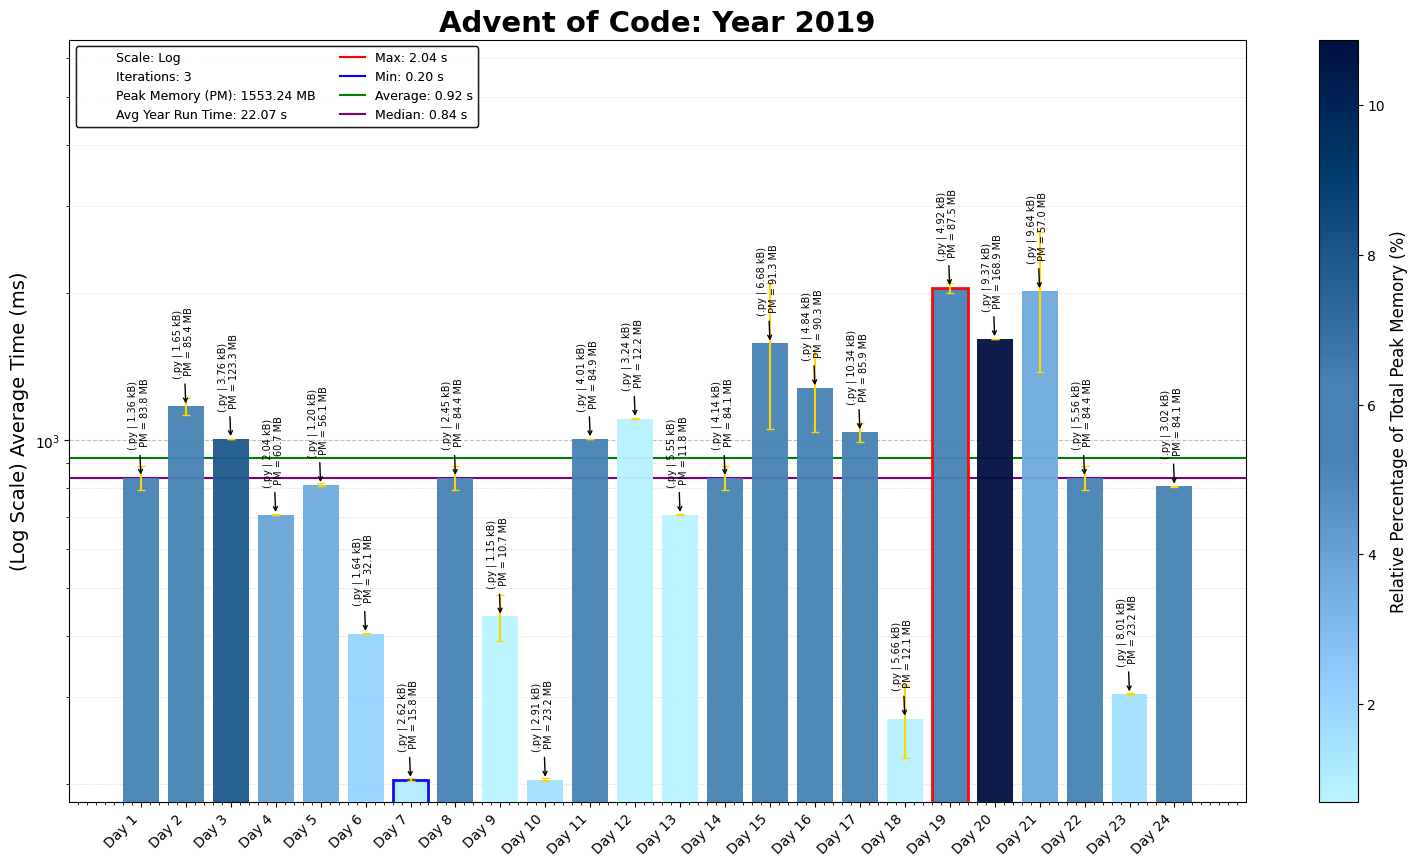 Advent of Code: Year 2019
Scale: Log
Iterations: 3
Peak Memory (PM): 1553.24 MB
Avg Year Run Time: 22.07 s
Max: 2.04 s
Min: 0.20 s
Average: 0.92 s
Median: 0.84 s
(Log Scale) Average Time (ms)
10³
(.py | 1.36 kB)
PM = 83.8 MB
(.py | 1.65 kB)
PM = 85.4 MB
(.py | 3.76 kB)
PM = 123.3 MB
(.py | 2.04 kB)
PM = 60.7 MB
(.py | 1.20 kB)
PM = 56.1 MB
(.py | 1.64 kB)
PM = 32.1 MB
(.py | 2.62 kB)
PM = 15.8 MB
(.py | 2.45 kB)
PM = 84.4 MB
(.py | 1.15 kB)
PM = 10.7 MB
(.py | 2.91 kB)
PM = 23.2 MB
(.py | 4.01 kB)
PM = 84.9 MB
(.py | 3.24 kB)
PM = 12.2 MB
(.py | 5.55 kB)
PM = 11.8 MB
(.py | 4.14 kB)
PM = 84.1 MB
(.py | 6.68 kB)
PM = 91.3 MB
(.py | 4.84 kB)
PM = 90.3 MB
(.py | 10.34 kB)
PM = 85.9 MB
(.py | 5.66 kB)
PM = 12.1 MB
(.py | 4.92 kB)
PM = 87.5 MB
(.py | 9.37 kB)
PM = 168.9 MB
(.py | 9.64 kB)
PM = 57.0 MB
(.py | 5.56 kB)
PM = 84.4 MB
(.py | 8.01 kB)
PM = 23.2 MB
(.py | 3.02 kB)
PM = 84.1 MB
Day 1
Day 2
Day 3
Day 4
Day 5
Day 6
Day 7
Day 8
Day 9
Day 10
Day 11
Day 12
Day 13
Day 14
Day 15
Day 16
Day 17
Day 18
Day 19
Day 20
Day 21
Day 22
Day 23
Day 24
10
8
6
4
2
Relative Percentage of Total Peak Memory (%)